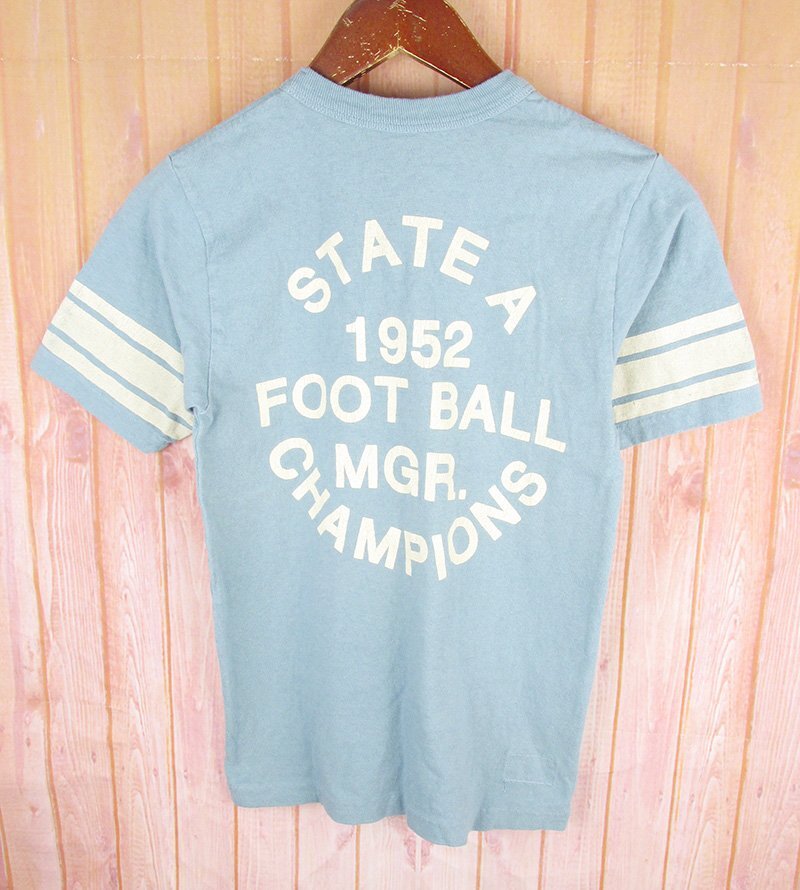 STATE A
1952
FOOT BALL
MGR.
CHAMPIONS